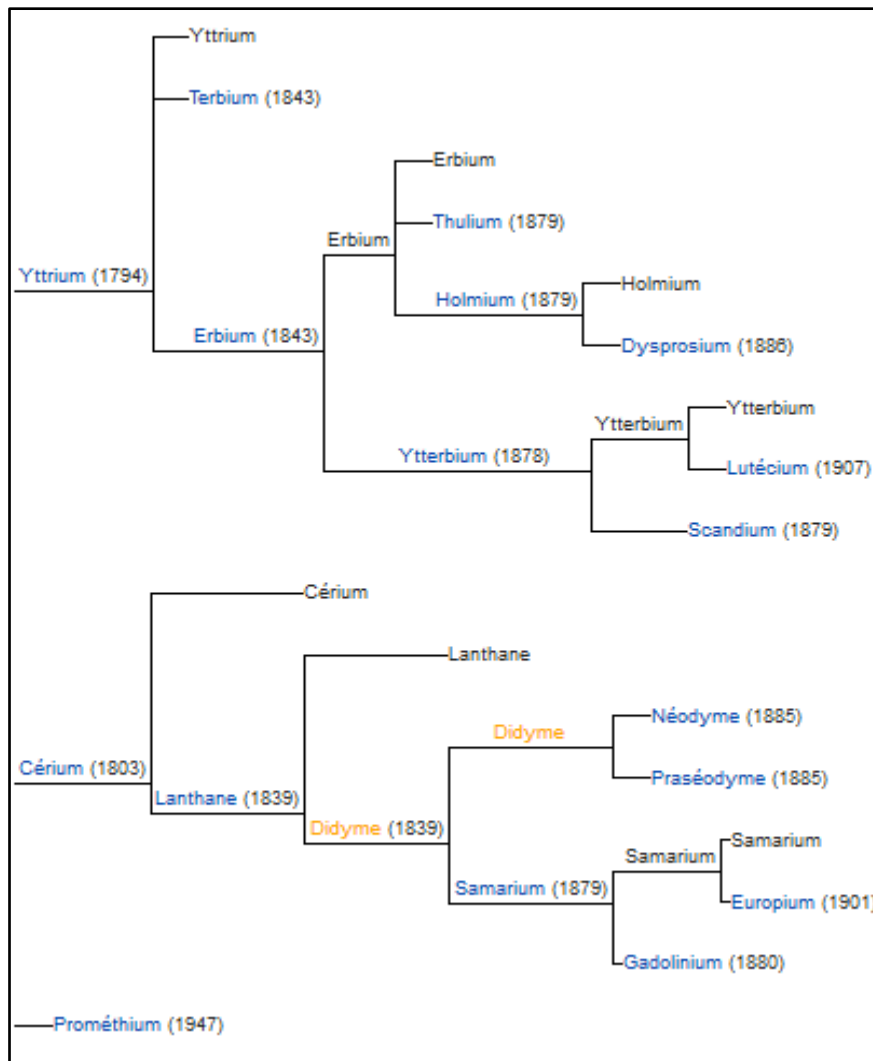 Yttrium
Terbium (1843)
Erbium
Thulium (1879)
Erbium
Yttrium (1794)
Holmium
Holmium (1879)
Erbium (1843)
Dysprosium (1886)
Ytterbium
Ytterbium
Ytterbium (1878)
Lutécium (1907)
Scandium (1879)
Cérium
Lanthane
Néodyme (1885)
Didyme
Cérium (1803)
Praséodyme (1885)
Lanthane (1839)
Didyme (1839)
Samarium
Samarium
Samarium (1879)
Europium (1901)
Gadolinium (1880)
Prométhium (1947)